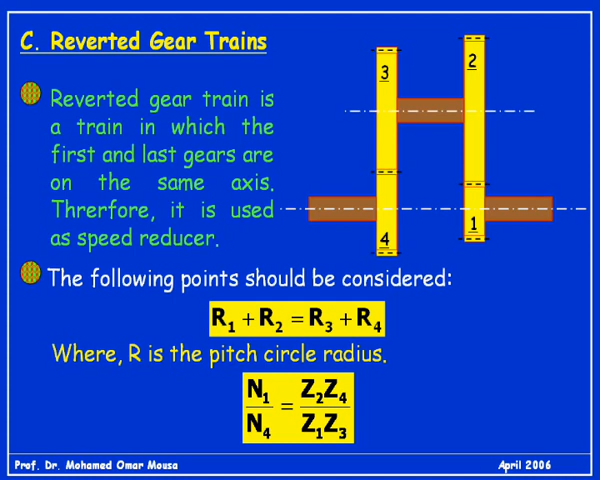 C. Reverted Gear Trains
Reverted gear train is
a train in which the
first and last gears are
on the same axis.
Threrfore, it is used
as speed reducer.
3
2
4
1
The following points should be considered:
R₁ + R₂ = R₃ + R₄
Where, R is the pitch circle radius.
N₁/N₄ = Z₂Z₄/Z₁Z₃
Prof. Dr. Mohamed Omar Mousa
April 2006